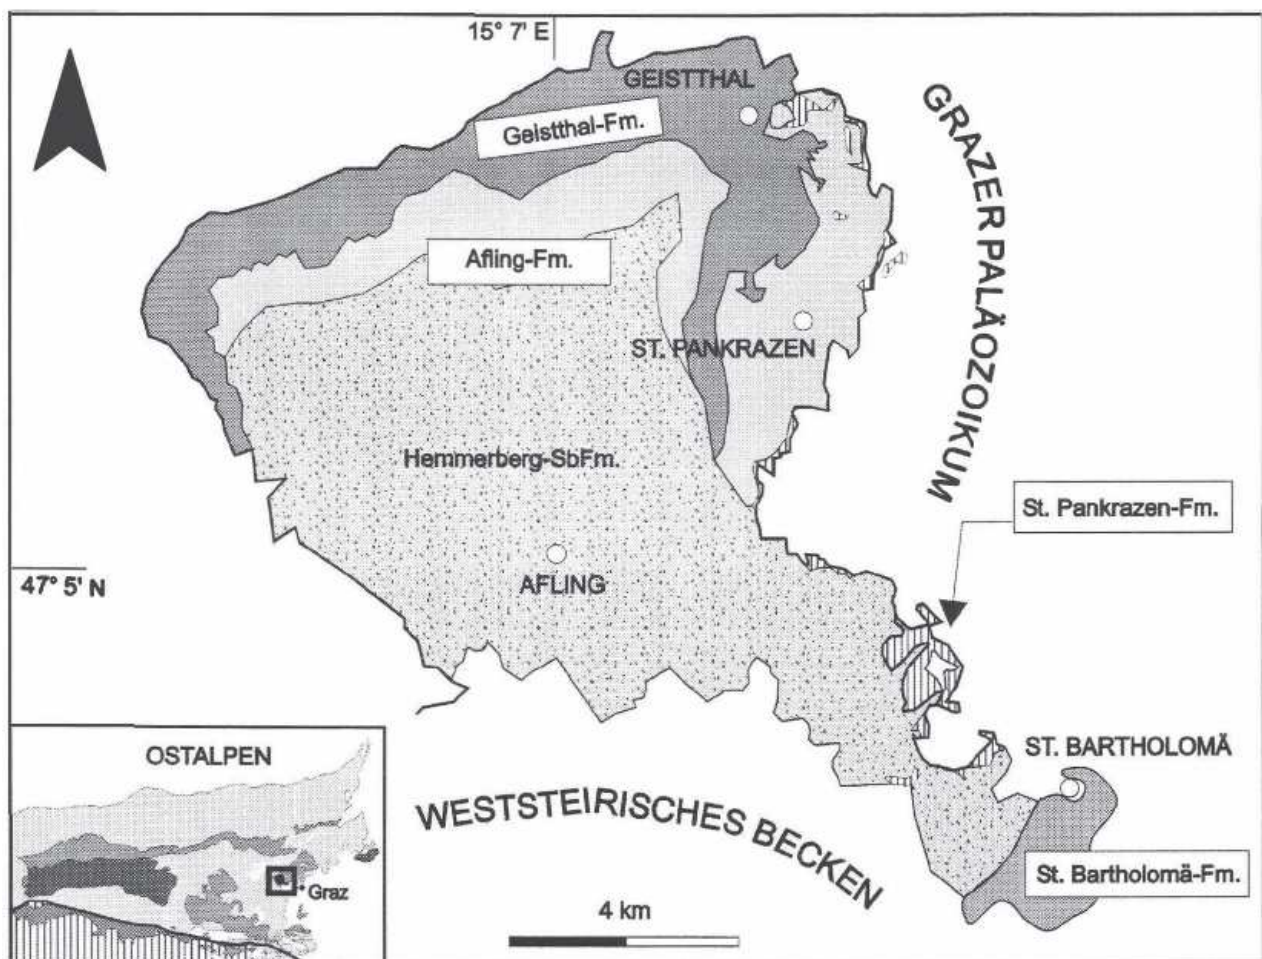 15° 7' E
GEISTTHAL
Geistthal-Fm.
GRAZER PALÄOZOIKUM
Afling-Fm.
ST. PANKRAZEN
Hemmerberg-SbFm.
St. Pankrazen-Fm.
47° 5' N
AFLING
ST. BARTHOLOMÄ
OSTALPEN
WESTSTEIRISCHES BECKEN
St. Bartholomä-Fm.
Graz
4 km